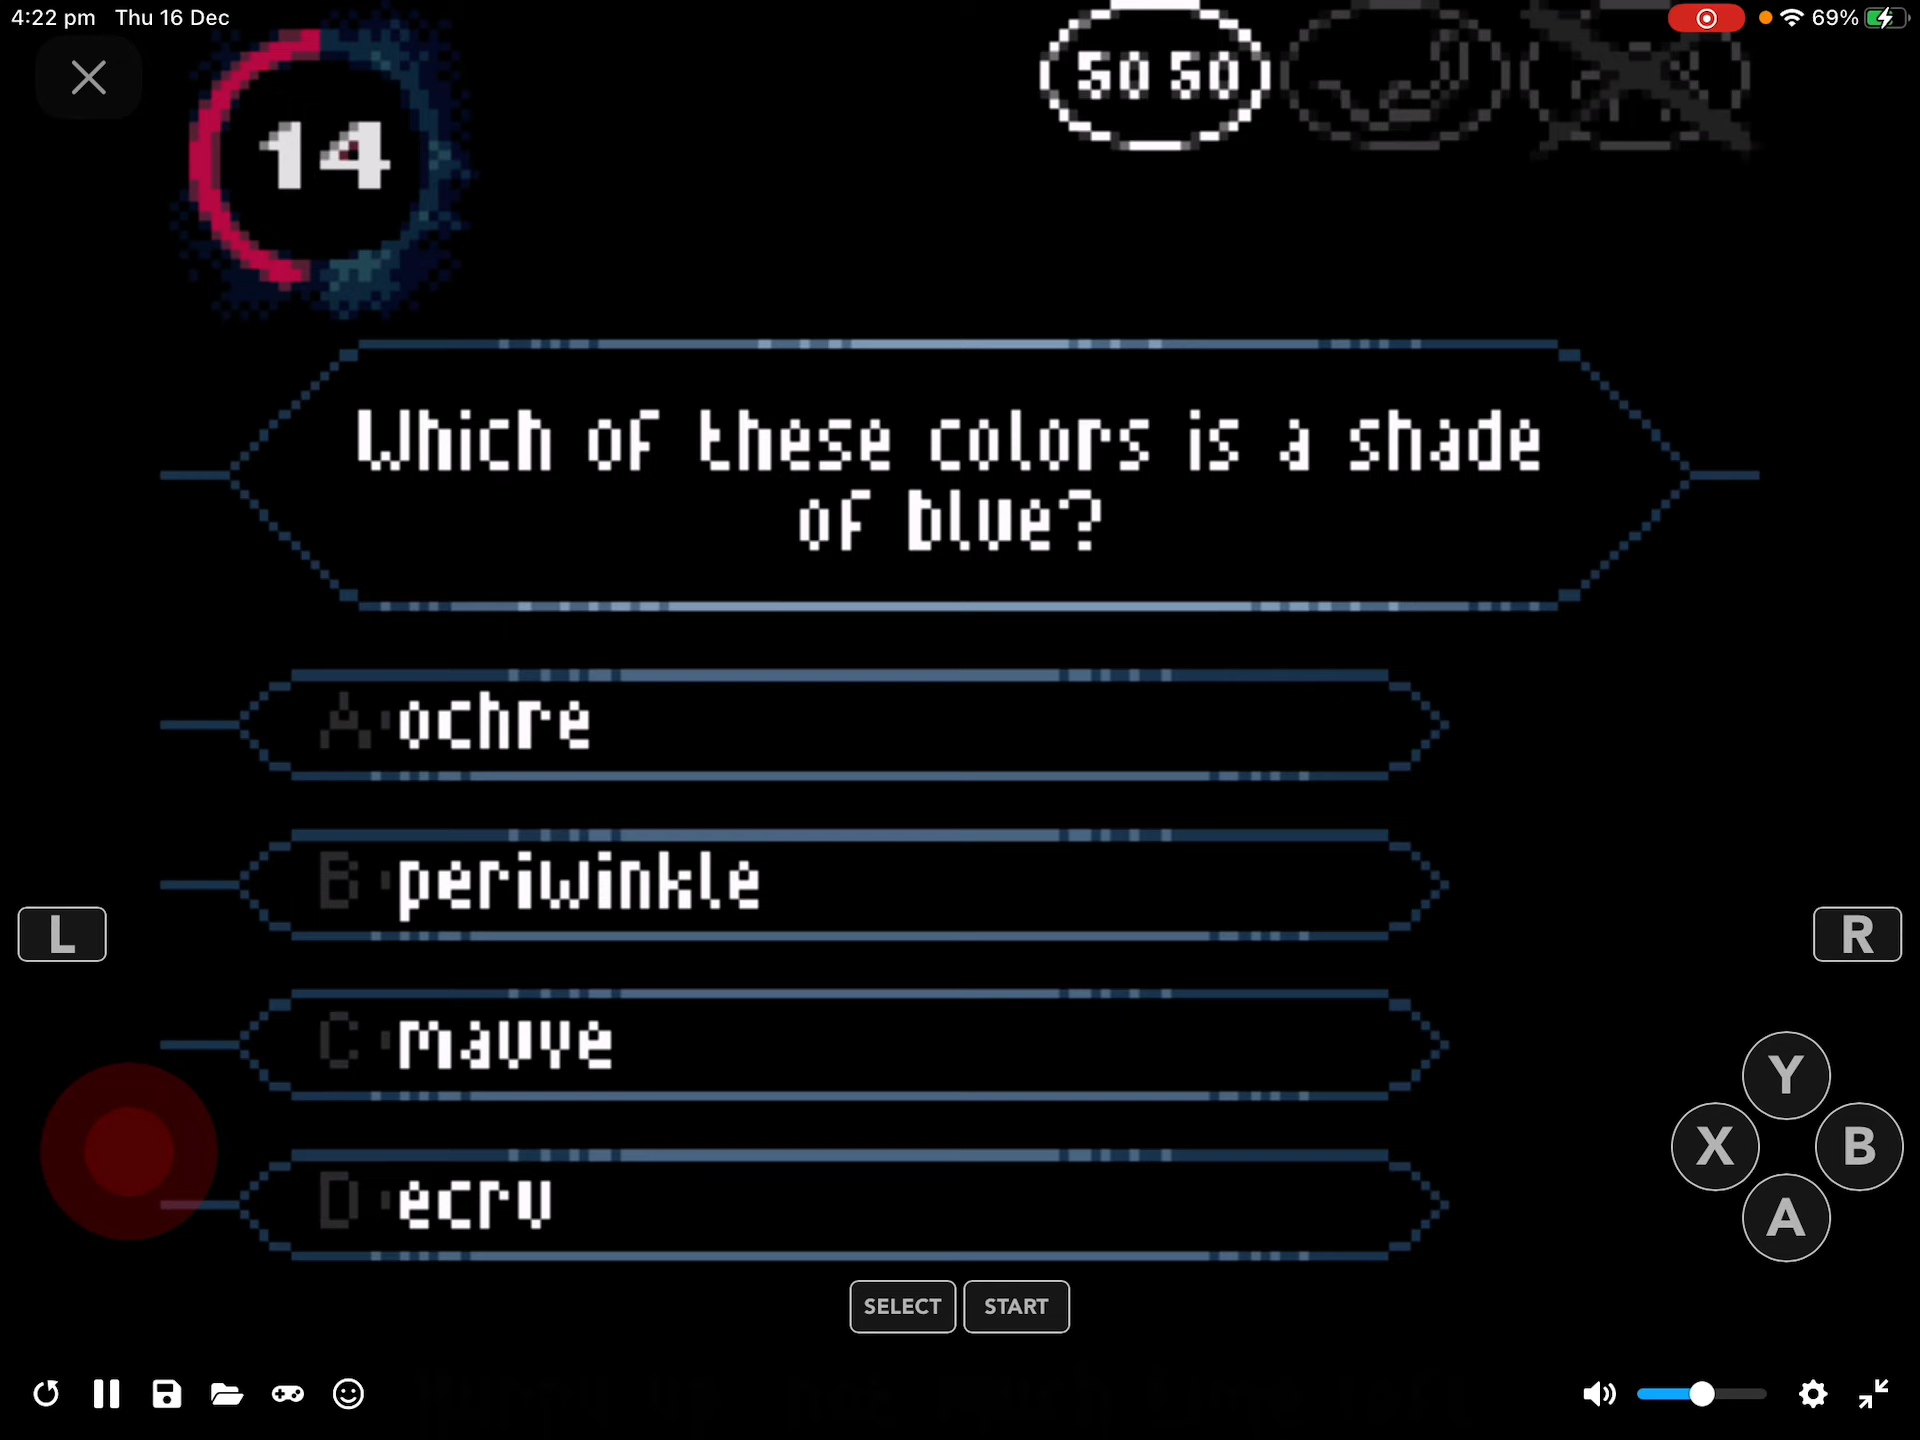 4:22 pm Thu 16 Dec
69%
14
50 50
Which of these colors is a shade
of blue?
A ochre
B periwinkle
C mauve
D ecru
L
R
Y
X
B
A
SELECT
START